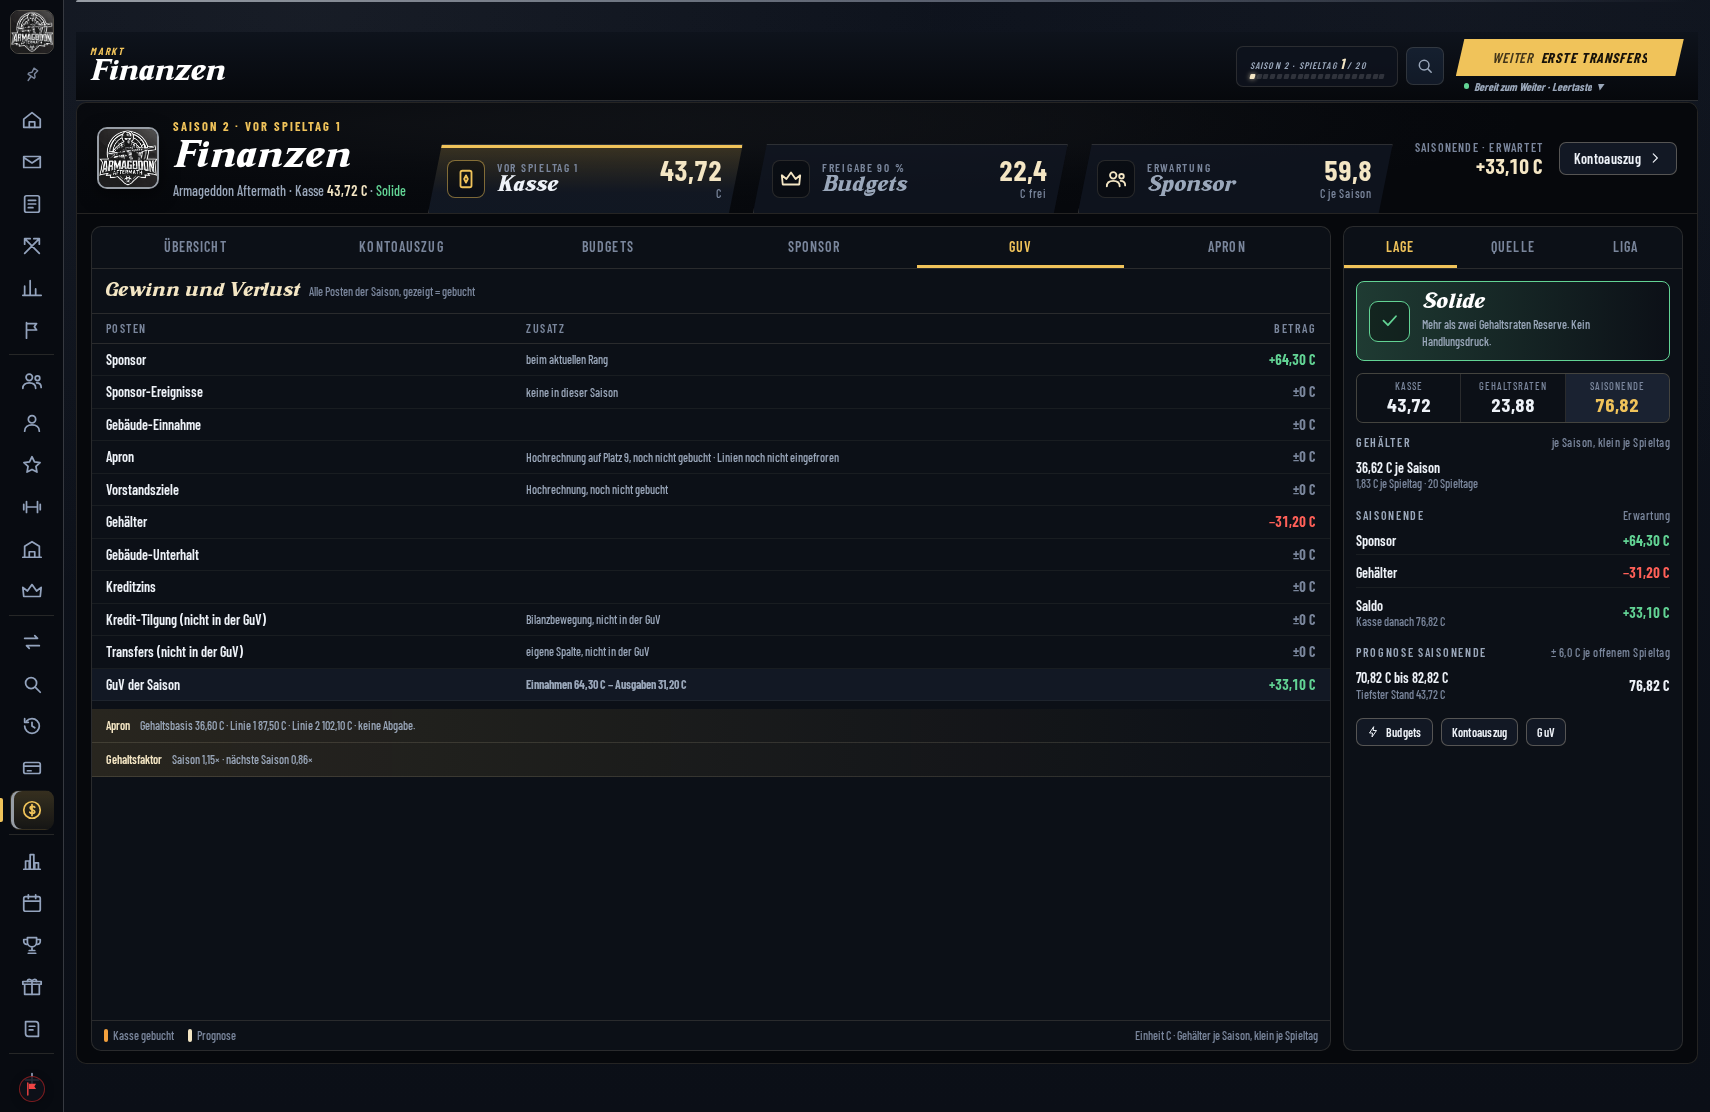 ARMAGEDDON
MARKT
Finanzen
SAISON 2 · SPIELTAG 1 / 20
WEITER ERSTE TRANSFERS
Bereit zum Weiter · Leertaste ▼
ARMAGEDDON
AFTERMATH
SAISON 2 · VOR SPIELTAG 1
Finanzen
Armageddon Aftermath · Kasse 43,72 C · Solide
VOR SPIELTAG 1
Kasse
43,72
C
FREIGABE 90 %
Budgets
22,4
C frei
ERWARTUNG
Sponsor
59,8
C je Saison
SAISONENDE · ERWARTET
+33,10 C
Kontoauszug
ÜBERSICHT KONTOAUSZUG BUDGETS SPONSOR GUV APRON
Gewinn und Verlust Alle Posten der Saison, gezeigt = gebucht
POSTEN ZUSATZ BETRAG
Sponsor beim aktuellen Rang +64,30 C
Sponsor-Ereignisse keine in dieser Saison ±0 C
Gebäude-Einnahme ±0 C
Apron Hochrechnung auf Platz 9, noch nicht gebucht · Linien noch nicht eingefroren ±0 C
Vorstandsziele Hochrechnung, noch nicht gebucht ±0 C
Gehälter −31,20 C
Gebäude-Unterhalt ±0 C
Kreditzins ±0 C
Kredit-Tilgung (nicht in der GuV) Bilanzbewegung, nicht in der GuV ±0 C
Transfers (nicht in der GuV) eigene Spalte, nicht in der GuV ±0 C
GuV der Saison Einnahmen 64,30 C − Ausgaben 31,20 C +33,10 C
Apron Gehaltsbasis 36,60 C · Linie 1 87,50 C · Linie 2 102,10 C · keine Abgabe.
Gehaltsfaktor Saison 1,15× · nächste Saison 0,86×
Kasse gebucht Prognose Einheit C · Gehälter je Saison, klein je Spieltag
LAGE QUELLE LIGA
Solide
Mehr als zwei Gehaltsraten Reserve. Kein
Handlungsdruck.
KASSE GEHALTSRATEN SAISONENDE
43,72 23,88 76,82
GEHÄLTER je Saison, klein je Spieltag
36,62 C je Saison
1,83 C je Spieltag · 20 Spieltage
SAISONENDE Erwartung
Sponsor +64,30 C
Gehälter −31,20 C
Saldo +33,10 C
Kasse danach 76,82 C
PROGNOSE SAISONENDE ± 6,0 C je offenem Spieltag
70,82 C bis 82,82 C 76,82 C
Tiefster Stand 43,72 C
Budgets Kontoauszug GuV